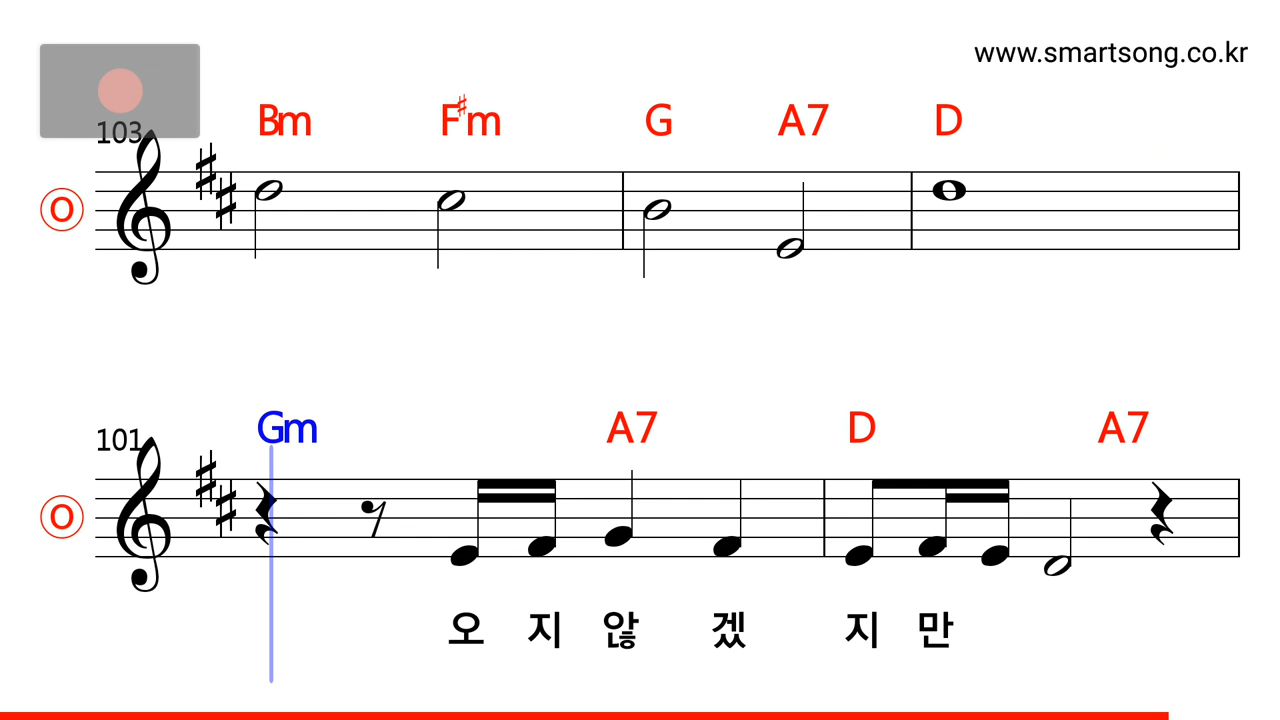 www.smartsong.co.kr
103 Bm F♯m G A7 D
O
101 Gm A7 D A7
O
오 지 않 겠 지 만